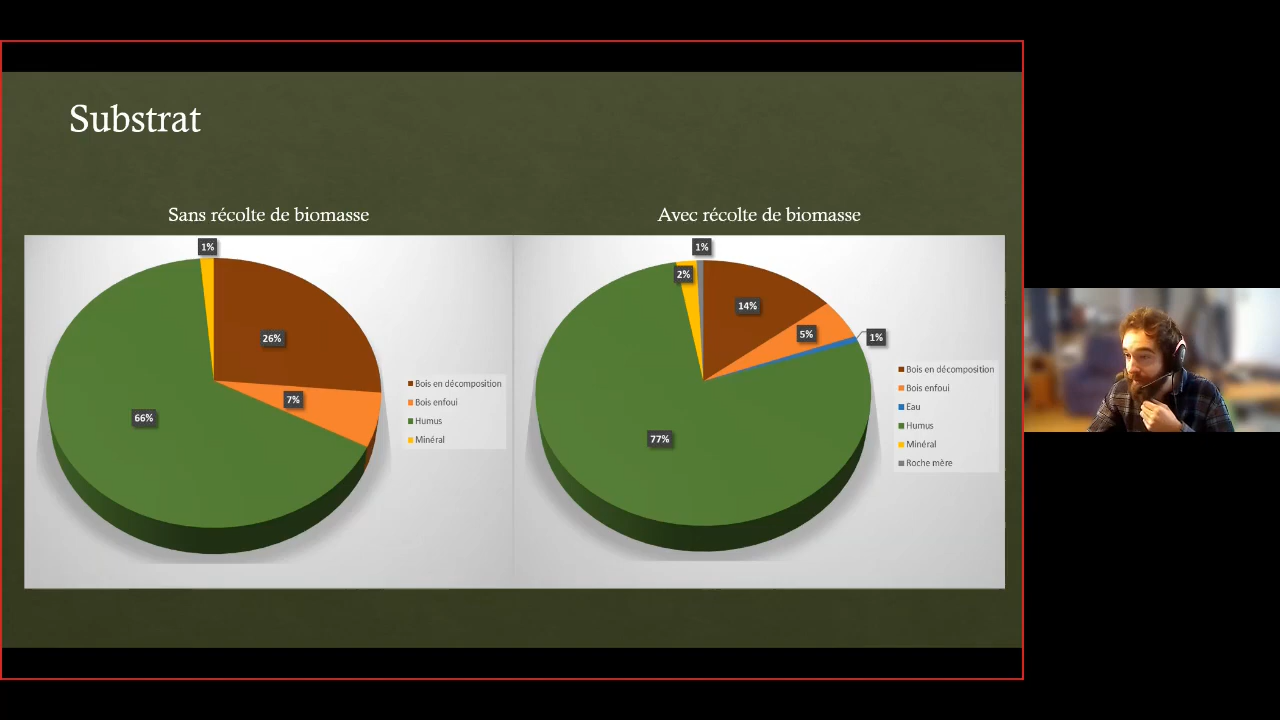 Substrat
Sans récolte de biomasse
1%
26%
7%
66%
Bois en décomposition
Bois enfoui
Humus
Minéral
Avec récolte de biomasse
1%
2%
14%
5%
1%
77%
Bois en décomposition
Bois enfoui
Eau
Humus
Minéral
Roche mère